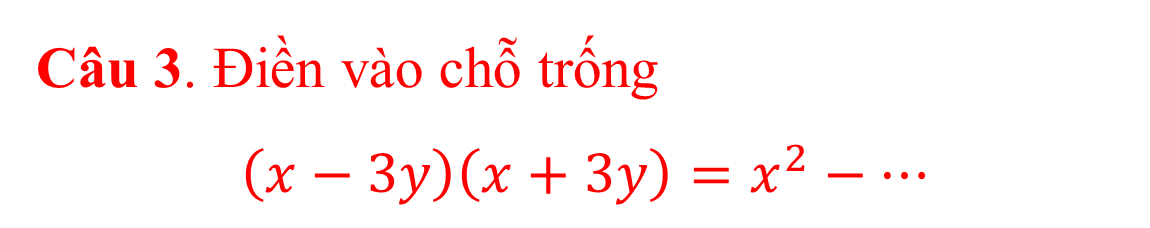 Câu 3. Điền vào chỗ trống
(x − 3y)(x + 3y) = x² − ⋯